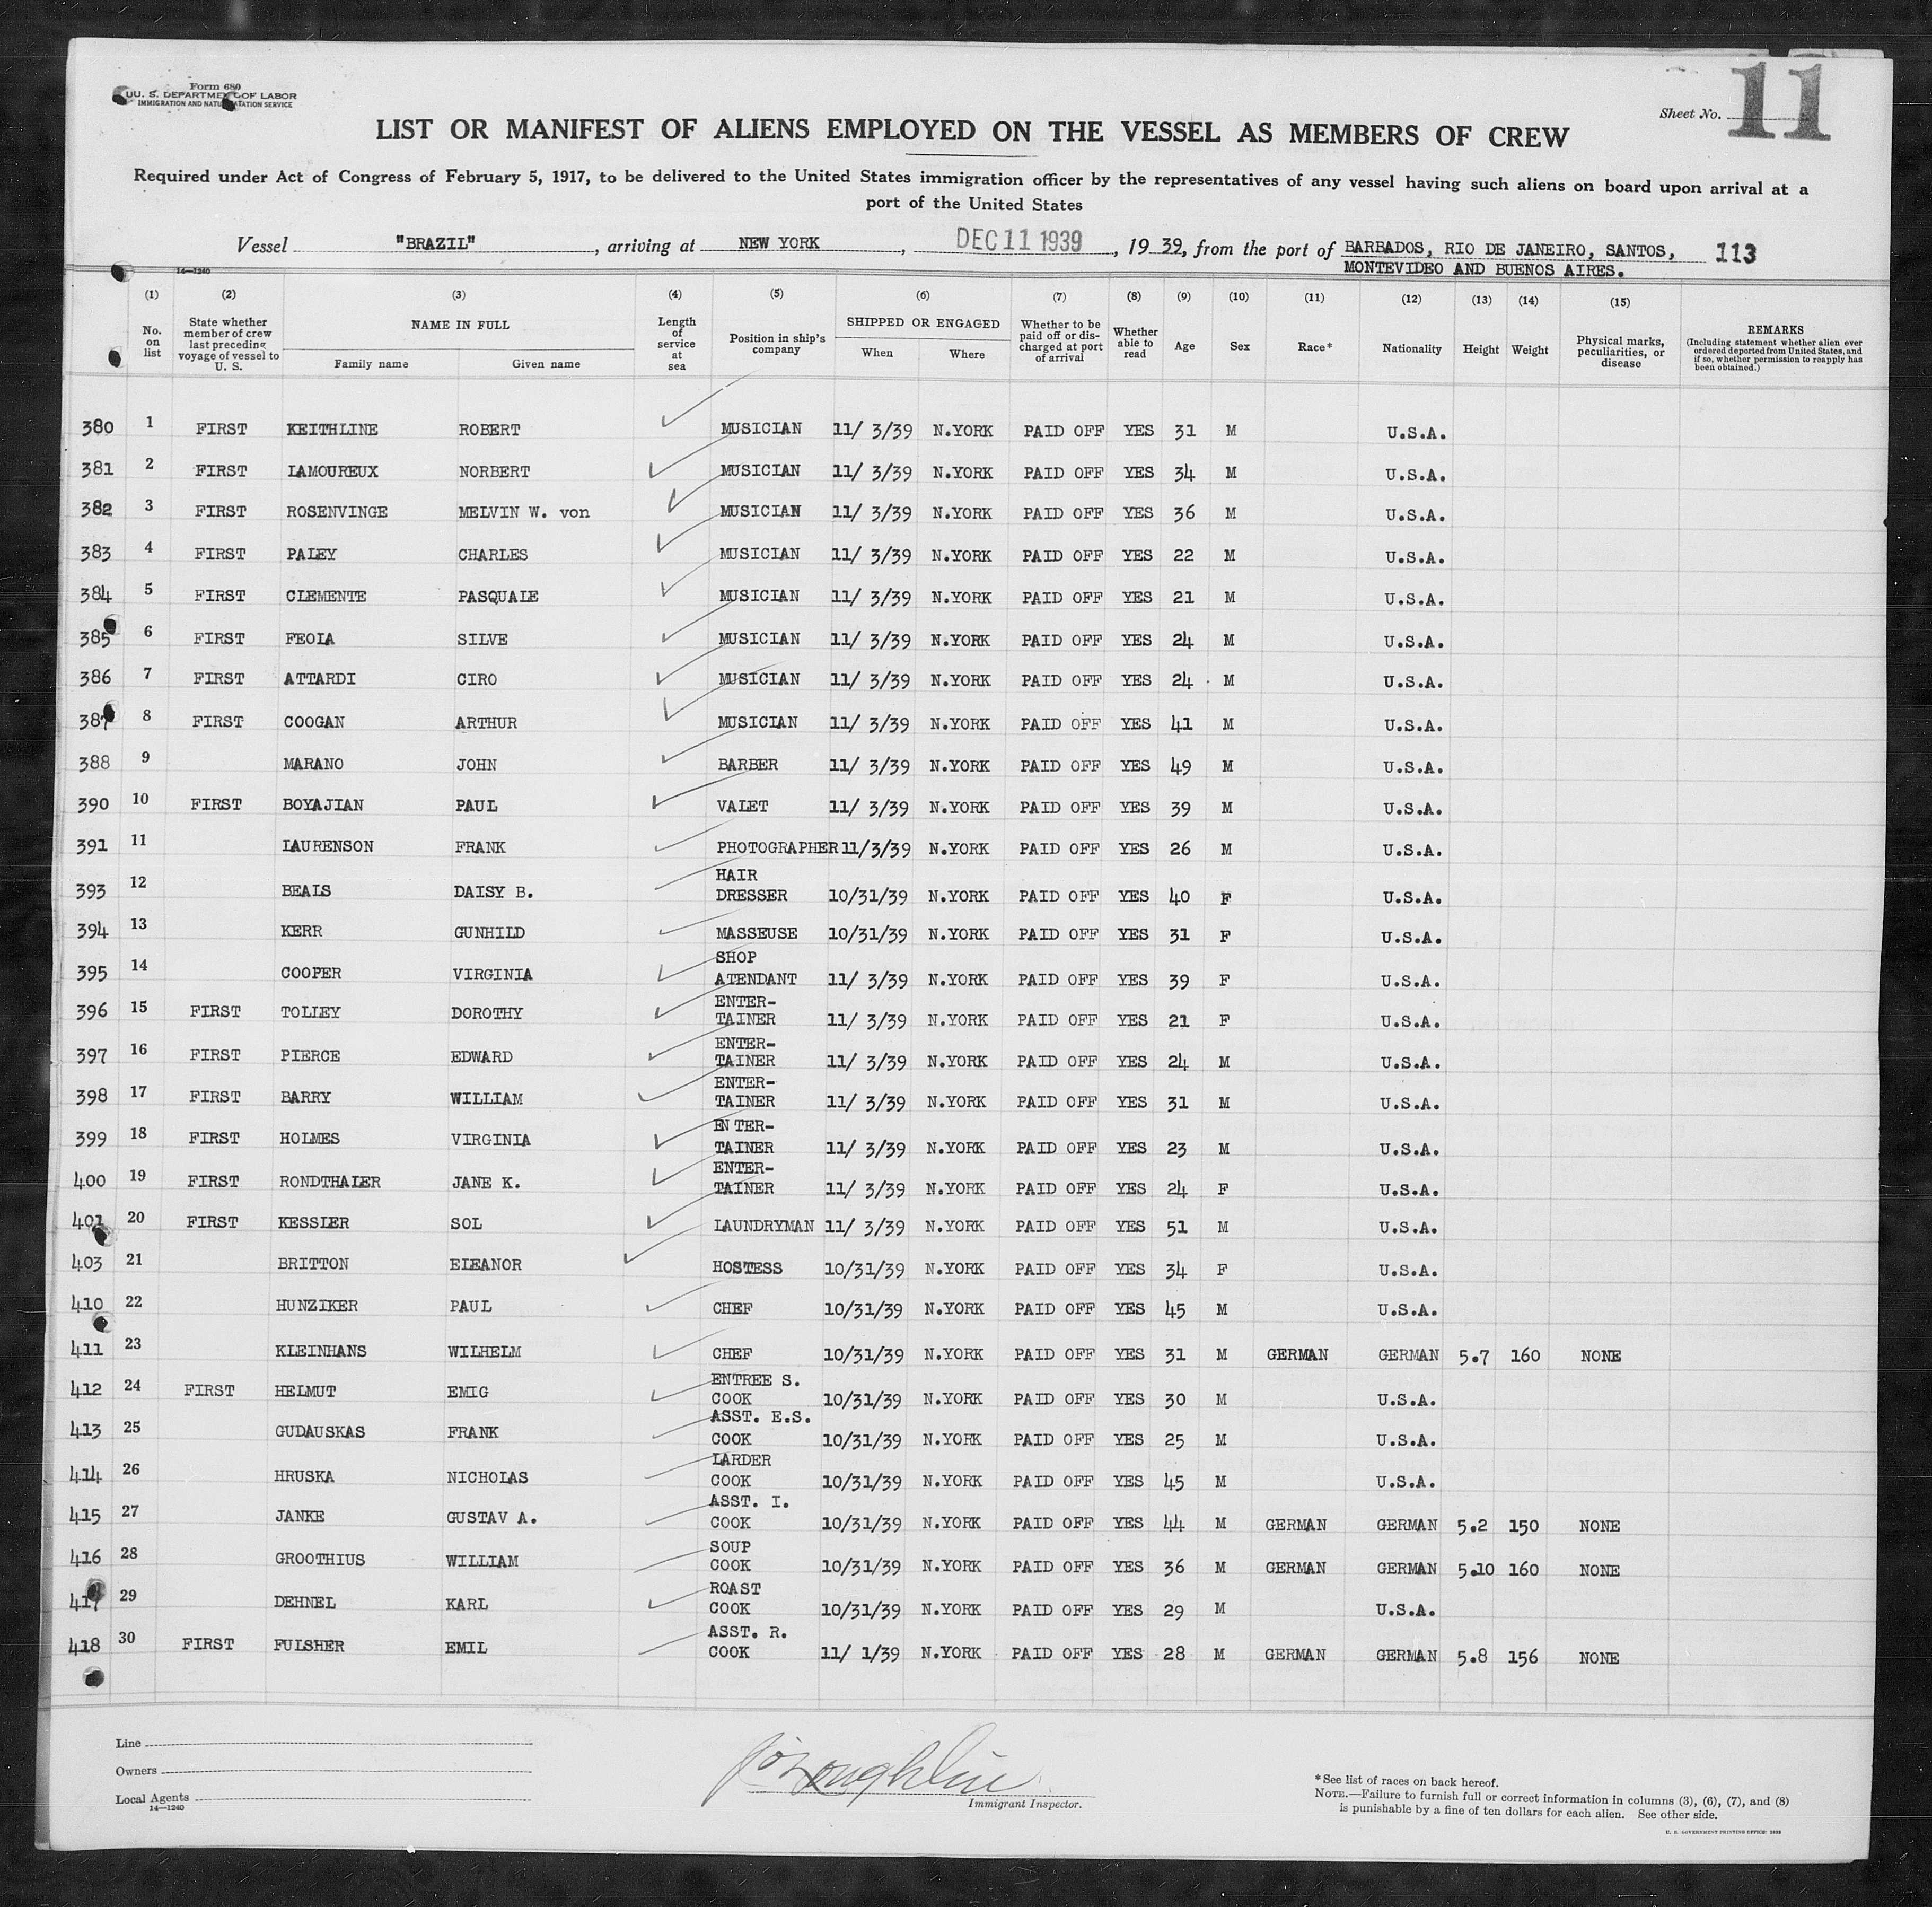 Form 680
U. S. DEPARTMENT OF LABOR
IMMIGRATION AND NATURALIZATION SERVICE
Sheet No. 11
LIST OR MANIFEST OF ALIENS EMPLOYED ON THE VESSEL AS MEMBERS OF CREW
Required under Act of Congress of February 5, 1917, to be delivered to the United States immigration officer by the representatives of any vessel having such aliens on board upon arrival at a
port of the United States
Vessel "BRAZIL", arriving at NEW YORK, DEC 11 1939, 19 39, from the port of BARBADOS, RIO DE JANEIRO, SANTOS, 113
MONTEVIDEO AND BUENOS AIRES.
14—1240
(1) (2) (3) (4) (5) (6) (7) (8) (9) (10) (11) (12) (13) (14) (15)
No. on list
State whether member of crew last preceding voyage of vessel to U. S.
NAME IN FULL
Family name Given name
Length of service at sea
Position in ship's company
SHIPPED OR ENGAGED
When Where
Whether to be paid off or discharged at port of arrival
Whether able to read
Age
Sex
Race*
Nationality
Height
Weight
Physical marks, peculiarities, or disease
REMARKS
(Including statement whether alien ever ordered deported from United States, and if so, whether permission to reapply has been obtained.)
380 1 FIRST KEITHLINE ROBERT MUSICIAN 11/ 3/39 N.YORK PAID OFF YES 31 M U.S.A.
381 2 FIRST LAMOUREUX NORBERT MUSICIAN 11/ 3/39 N.YORK PAID OFF YES 34 M U.S.A.
382 3 FIRST ROSENVINGE MELVIN W. von MUSICIAN 11/ 3/39 N.YORK PAID OFF YES 36 M U.S.A.
383 4 FIRST PALEY CHARLES MUSICIAN 11/ 3/39 N.YORK PAID OFF YES 22 M U.S.A.
384 5 FIRST CLEMENTE PASQUALE MUSICIAN 11/ 3/39 N.YORK PAID OFF YES 21 M U.S.A.
385 6 FIRST FEOLA SILVE MUSICIAN 11/ 3/39 N.YORK PAID OFF YES 24 M U.S.A.
386 7 FIRST ATTARDI CIRO MUSICIAN 11/ 3/39 N.YORK PAID OFF YES 24 M U.S.A.
387 8 FIRST COOGAN ARTHUR MUSICIAN 11/ 3/39 N.YORK PAID OFF YES 41 M U.S.A.
388 9 MARANO JOHN BARBER 11/ 3/39 N.YORK PAID OFF YES 49 M U.S.A.
390 10 FIRST BOYAJIAN PAUL VALET 11/ 3/39 N.YORK PAID OFF YES 39 M U.S.A.
391 11 LAURENSON FRANK PHOTOGRAPHER 11/3/39 N.YORK PAID OFF YES 26 M U.S.A.
393 12 BEALS DAISY B. HAIR DRESSER 10/31/39 N.YORK PAID OFF YES 40 F U.S.A.
394 13 KERR GUNHILD MASSEUSE 10/31/39 N.YORK PAID OFF YES 31 F U.S.A.
395 14 COOPER VIRGINIA SHOP ATENDANT 11/ 3/39 N.YORK PAID OFF YES 39 F U.S.A.
396 15 FIRST TOLLEY DOROTHY ENTER-TAINER 11/ 3/39 N.YORK PAID OFF YES 21 F U.S.A.
397 16 FIRST PIERCE EDWARD ENTER-TAINER 11/ 3/39 N.YORK PAID OFF YES 24 M U.S.A.
398 17 FIRST BARRY WILLIAM ENTER-TAINER 11/ 3/39 N.YORK PAID OFF YES 31 M U.S.A.
399 18 FIRST HOLMES VIRGINIA EN TER-TAINER 11/ 3/39 N.YORK PAID OFF YES 23 M U.S.A.
400 19 FIRST RONDTHALER JANE K. ENTER-TAINER 11/ 3/39 N.YORK PAID OFF YES 24 F U.S.A.
401 20 FIRST KESSLER SOL LAUNDRYMAN 11/ 3/39 N.YORK PAID OFF YES 51 M U.S.A.
403 21 BRITTON ELEANOR HOSTESS 10/31/39 N.YORK PAID OFF YES 34 F U.S.A.
410 22 HUNZIKER PAUL CHEF 10/31/39 N.YORK PAID OFF YES 45 M U.S.A.
411 23 KLEINHANS WILHELM CHEF 10/31/39 N.YORK PAID OFF YES 31 M GERMAN GERMAN 5.7 160 NONE
412 24 FIRST HELMUT EMIG ENTREE S. COOK 10/31/39 N.YORK PAID OFF YES 30 M U.S.A.
413 25 GUDAUSKAS FRANK ASST. E.S. COOK 10/31/39 N.YORK PAID OFF YES 25 M U.S.A.
414 26 HRUSKA NICHOLAS LARDER COOK 10/31/39 N.YORK PAID OFF YES 45 M U.S.A.
415 27 JANKE GUSTAV A. ASST. I. COOK 10/31/39 N.YORK PAID OFF YES 44 M GERMAN GERMAN 5.2 150 NONE
416 28 GROOTHIUS WILLIAM SOUP COOK 10/31/39 N.YORK PAID OFF YES 36 M GERMAN GERMAN 5.10 160 NONE
417 29 DEHNEL KARL ROAST COOK 10/31/39 N.YORK PAID OFF YES 29 M U.S.A.
418 30 FIRST FULSHER EMIL ASST. R. COOK 11/ 1/39 N.YORK PAID OFF YES 28 M GERMAN GERMAN 5.8 156 NONE
Line
Owners
Local Agents
14—1240
Immigrant Inspector.
*See list of races on back hereof.
NOTE.—Failure to furnish full or correct information in columns (3), (6), (7), and (8)
is punishable by a fine of ten dollars for each alien. See other side.